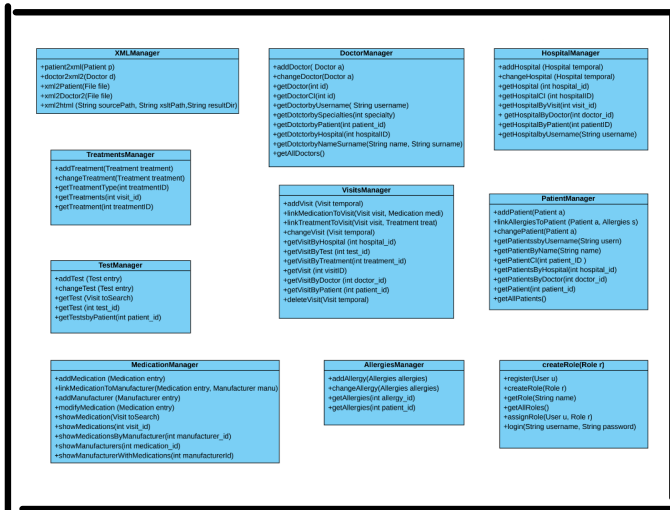 XMLManager
+patient2xml(Patient p)
+doctor2xml2(Doctor d)
+xml2Patient(File file)
+xml2Doctor2(File file)
+xml2html (String sourcePath, String xsltPath,String resultDir)
DoctorManager
+addDoctor( Doctor a)
+changeDoctor(Doctor a)
+getDoctor(int id)
+getDoctorCI(int id)
+getDoctorbyUsername( String username)
+getDotctorbySpecialties(int specialty)
+getDotctorbyPatient(int patient_id)
+getDotctorbyHospital(int hospitalID)
+getDotctorbyNameSurname(String name, String surname)
+getAllDoctors()
HospitalManager
+addHospital (Hospital temporal)
+changeHospital (Hospital temporal)
+getHospital (int hospital_id)
+getHospitalCI (int hospitalID)
+getHospitalByVisit(int visit_id)
+ getHospitalByDoctor(int doctor_id)
+getHospitalByPatient(int patientID)
+getHospitalbyUsername(String username)
TreatmentsManager
+addTreatment(Treatment treatment)
+changeTreatment(Treatment treatment)
+getTreatmentType(int treatmentID)
+getTreatments(int visit_id)
+getTreatment(int treatmentID)
VisitsManager
+addVisit (Visit temporal)
+linkMedicationToVisit(Visit visit, Medication medi)
+linkTreatmentToVisit(Visit visit, Treatment treat)
+changeVisit (Visit temporal)
+getVisitByHospital (int hospital_id)
+getVisitByTest (int test_id)
+getVisitByTreatment(int treatment_id)
+getVisit (int visitID)
+getVisitByDoctor (int doctor_id)
+getVisitByPatient (int patient_id)
+deleteVisit(Visit temporal)
PatientManager
+addPatient(Patient a)
+linkAllergiesToPatient (Patient a, Allergies s)
+changePatient(Patient a)
+getPatientssbyUsername(String usern)
+getPatientByName(String name)
+getPatientCI(int patient_ID )
+getPatientsByHospital(int hospital_id)
+getPatientsByDoctor(int doctor_id)
+getPatient(int patient_id)
+getAllPatients()
TestManager
+addTest (Test entry)
+changeTest (Test entry)
+getTest (Visit toSearch)
+getTest (int test_id)
+getTestsbyPatient(int patient_id)
MedicationManager
+addMedication (Medication entry)
+linkMedicationToManufacturer(Medication entry, Manufacturer manu)
+addManufacturer (Manufacturer entry)
+modifyMedication (Medication entry)
+showMedication(Visit toSearch)
+showMedications(int visit_id)
+showMedicationsByManufacturer(int manufacturer_id)
+showManufacturers(int medication_id)
+showManufacturerWithMedications(int manufacturerId)
AllergiesManager
+addAllergy(Allergies allergies)
+changeAllergy(Allergies allergies)
+getAllergies(int allergy_id)
+getAllergies(int patient_id)
createRole(Role r)
+register(User u)
+createRole(Role r)
+getRole(String name)
+getAllRoles()
+assignRole(User u, Role r)
+login(String username, String password)